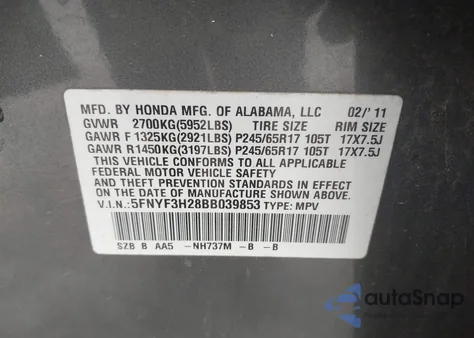 MFD. BY HONDA MFG. OF ALABAMA, LLC 02/'11
GVWR 2700KG(5952LBS) TIRE SIZE RIM SIZE
GAWR F 1325KG(2921LBS) P245/65R17 105T 17X7.5J
GAWR R1450KG(3197LBS) P245/65R17 105T 17X7.5J
THIS VEHICLE CONFORMS TO ALL APPLICABLE
FEDERAL MOTOR VEHICLE SAFETY
AND THEFT PREVENTION STANDARDS IN EFFECT ON
THE DATE OF MANUFACTURE SHOWN ABOVE.
V.I.N.:5FNYF3H28BB039853 TYPE: MPV
SZB B AA5 -NH737M -B -B
autaSnap